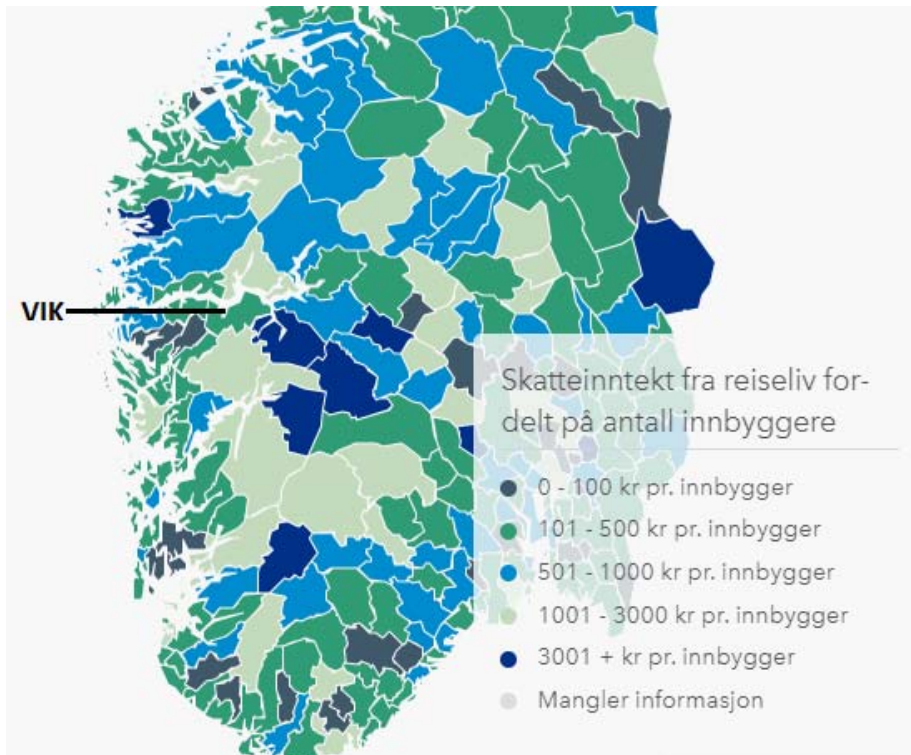 VIK
Skatteinntekt fra reiseliv for-
delt på antall innbyggere
0 - 100 kr pr. innbygger
101 - 500 kr pr. innbygger
501 - 1000 kr pr. innbygger
1001 - 3000 kr pr. innbygger
3001 + kr pr. innbygger
Mangler informasjon